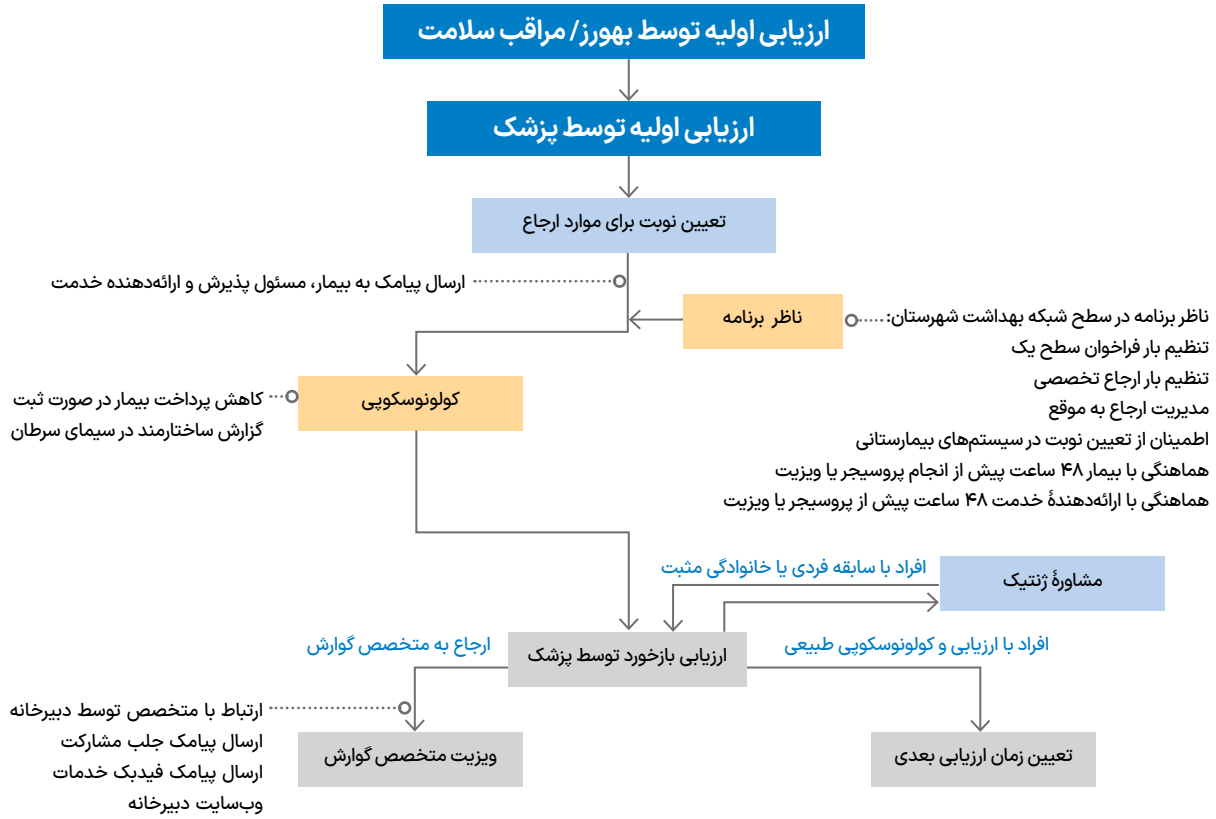 ارزیابی اولیه توسط بهورز/ مراقب سلامت
ارزیابی اولیه توسط پزشک
تعیین نوبت برای موارد ارجاع
ارسال پیامک به بیمار، مسئول پذیرش و ارائه‌دهنده خدمت
ناظر برنامه
ناظر برنامه در سطح شبکه بهداشت شهرستان:
تنظیم بار فراخوان سطح یک
تنظیم بار ارجاع تخصصی
مدیریت ارجاع به موقع
اطمینان از تعیین نوبت در سیستم‌های بیمارستانی
هماهنگی با بیمار ۴۸ ساعت پیش از انجام پروسیجر یا ویزیت
هماهنگی با ارائه‌دهندهٔ خدمت ۴۸ ساعت پیش از پروسیجر یا ویزیت
کولونوسکوپی
کاهش پرداخت بیمار در صورت ثبت
گزارش ساختارمند در سیمای سرطان
مشاورهٔ ژنتیک
افراد با سابقه فردی یا خانوادگی مثبت
ارزیابی بازخورد توسط پزشک
افراد با ارزیابی و کولونوسکوپی طبیعی
ارجاع به متخصص گوارش
تعیین زمان ارزیابی بعدی
ویزیت متخصص گوارش
ارتباط با متخصص توسط دبیرخانه
ارسال پیامک جلب مشارکت
ارسال پیامک فیدبک خدمات
وب‌سایت دبیرخانه